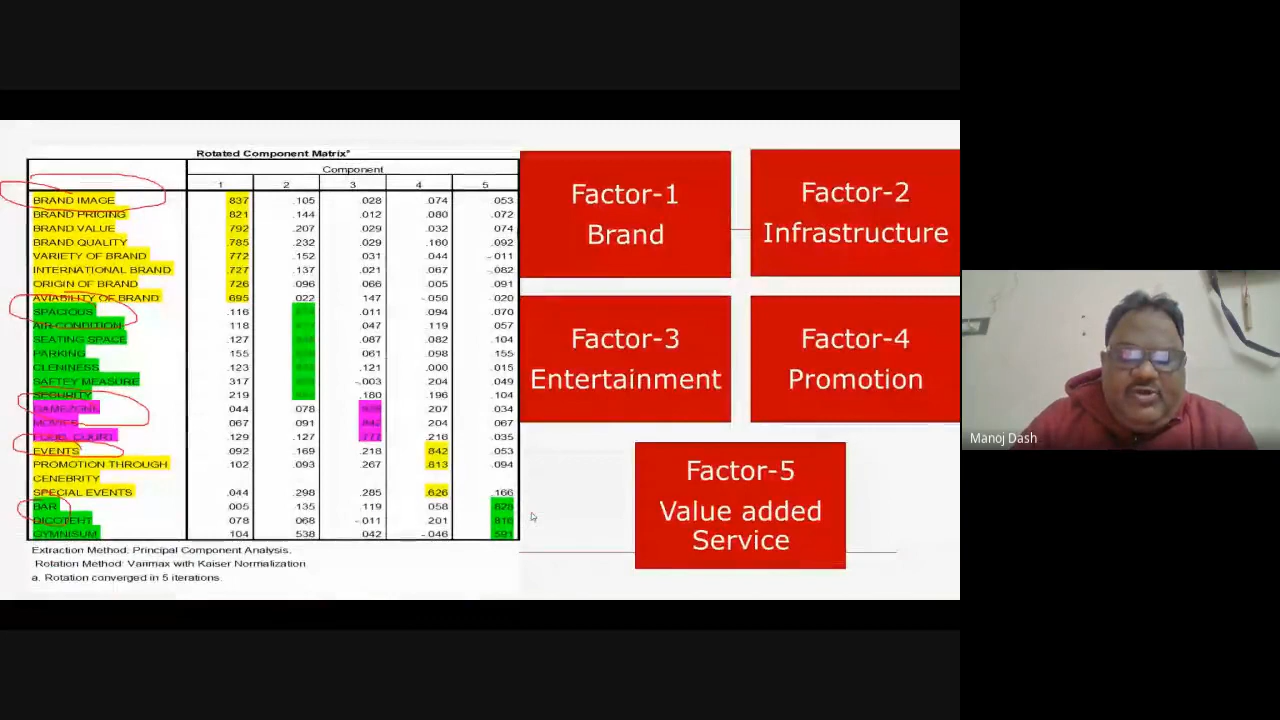 Rotated Component Matrixª
Component
1 2 3 4 5
BRAND IMAGE 837 .105 028 074 053
BRAND PRICING 821 .144 012 080 .072
BRAND VALUE 792 .207 029 032 074
BRAND QUALITY .785 .232 029 .160 .092
VARIETY OF BRAND 772 .152 031 044 -.011
INTERNATIONAL BRAND .727 .137 .021 067 -.082
ORIGIN OF BRAND 726 .096 066 005 .091
AVIABILITY OF BRAND 695 022 147 -.050 .020
SPACIOUS .116 .011 .094 .070
AIR CONDITION 118 047 .119 057
SEATING SPACE .127 .087 .082 .104
PARKING 155 061 .098 .155
CLENINESS .123 .121 .000 .015
SAFTEY MEASURE 317 -.003 204 .049
SECURITY 219 .180 .196 .104
GAMEZONE 044 078 207 034
MOVIES 067 091 204 067
FOOD COURT .129 .127 .777 .216 .035
EVENTS .092 .169 .218 842 .053
PROMOTION THROUGH 102 .093 .267 .813 .094
CENEBRITY
SPECIAL EVENTS .044 .298 .285 .626 .166
BAR .005 135 .119 058
DICOTEHT 078 068 -.011 201
GYMNISUM 104 538 042 -.046 591
Extraction Method: Principal Component Analysis.
Rotation Method: Varimax with Kaiser Normalization
a. Rotation converged in 5 iterations.
Factor-1
Brand
Factor-2
Infrastructure
Factor-3
Entertainment
Factor-4
Promotion
Factor-5
Value added
Service
Manoj Dash